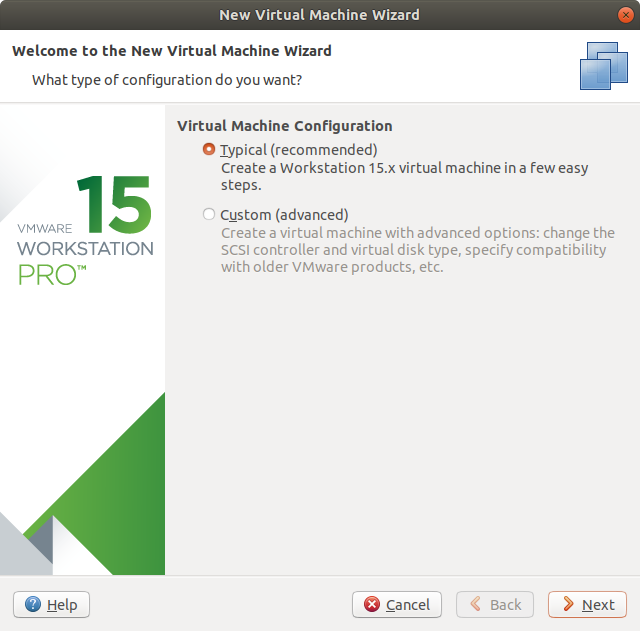 New Virtual Machine Wizard
Welcome to the New Virtual Machine Wizard
What type of configuration do you want?
15
VMWARE
WORKSTATION
PRO™
Virtual Machine Configuration
Typical (recommended)
Create a Workstation 15.x virtual machine in a few easy
steps.
Custom (advanced)
Create a virtual machine with advanced options: change the
SCSI controller and virtual disk type, specify compatibility
with older VMware products, etc.
Help
Cancel
Back
Next